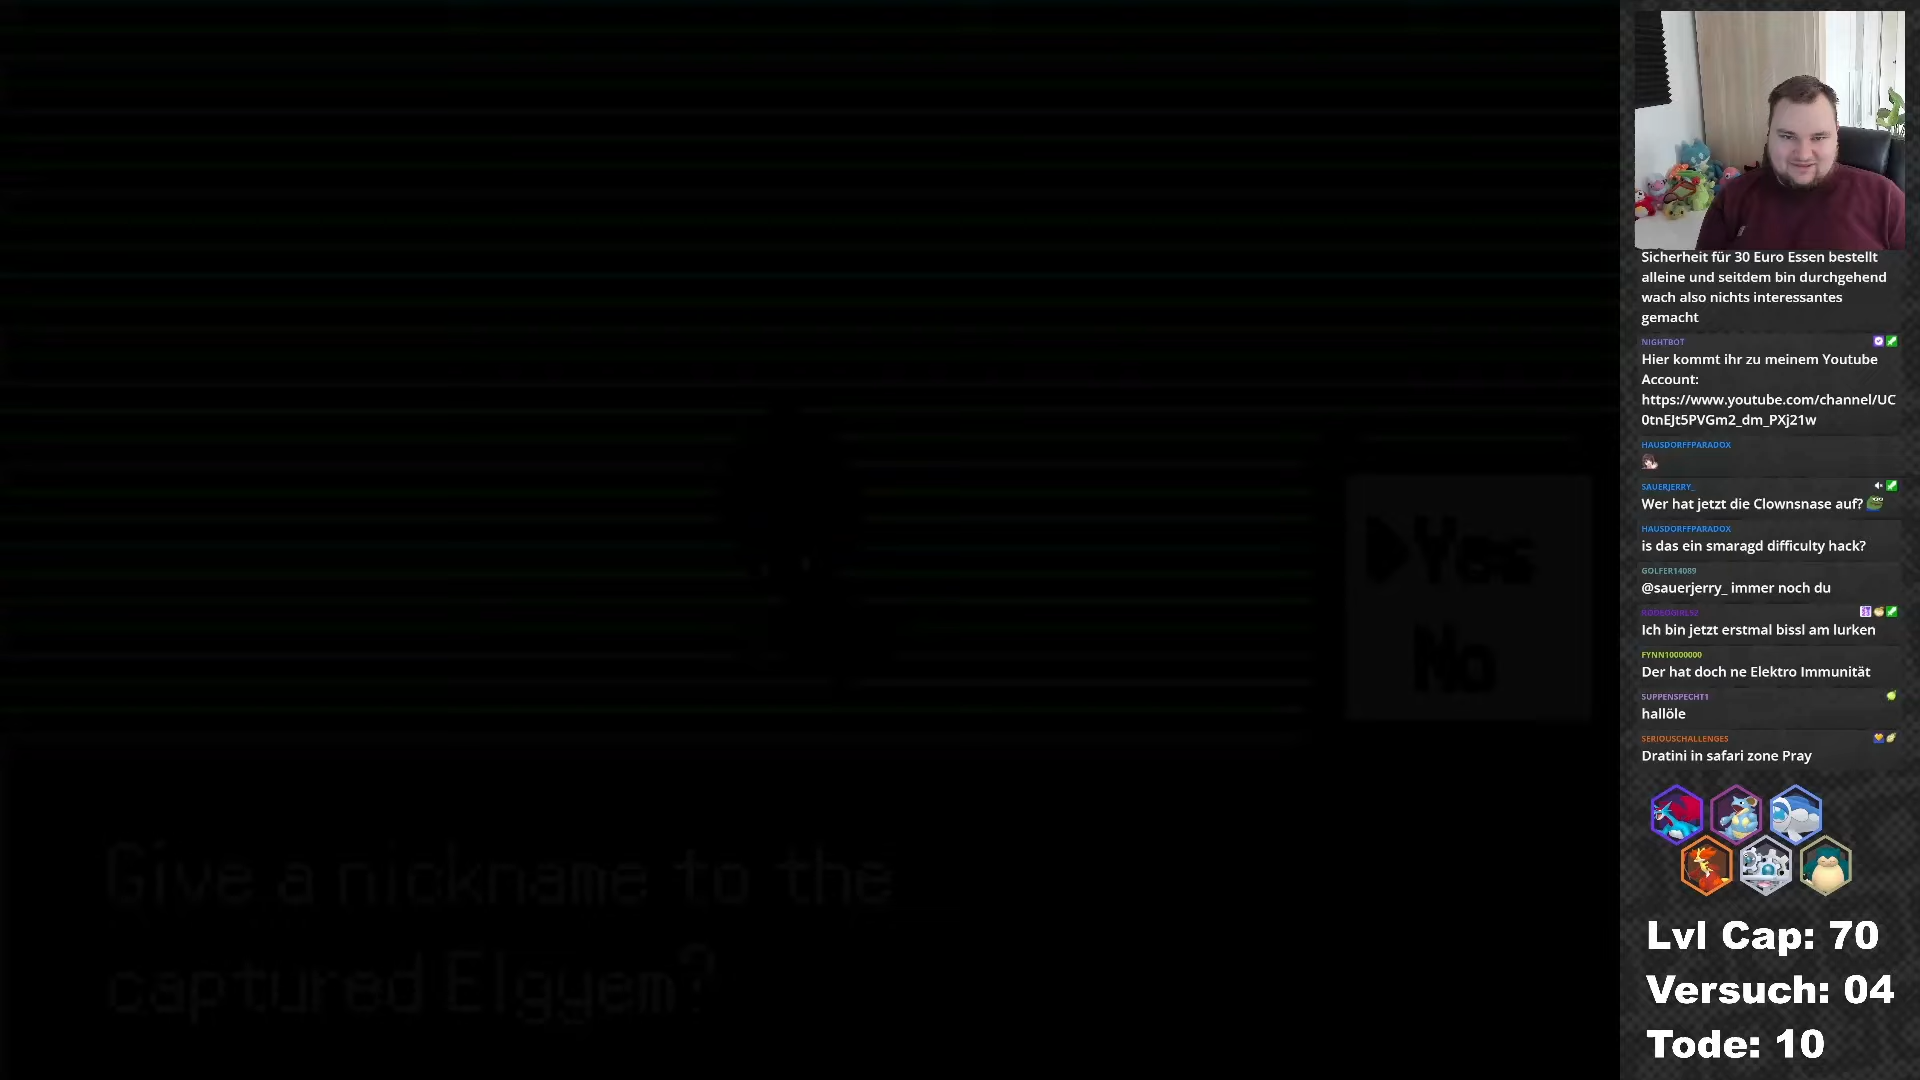 Give a nickname to the
captured Elgyem?
Yes
No
Sicherheit für 30 Euro Essen bestellt
alleine und seitdem bin durchgehend
wach also nichts interessantes
gemacht
NIGHTBOT
Hier kommt ihr zu meinem Youtube
Account:
https://www.youtube.com/channel/UC
0tnEJt5PVGm2_dm_PXj21w
HAUSDORFFPARADOX
SAUERJERRY_
Wer hat jetzt die Clownsnase auf?
HAUSDORFFPARADOX
is das ein smaragd difficulty hack?
GOLFER14089
@sauerjerry_ immer noch du
RODEOGIRL92
Ich bin jetzt erstmal bissl am lurken
FYNN10000000
Der hat doch ne Elektro Immunität
SUPPENSPECHT1
hallöle
SERIOUSCHALLENGES
Dratini in safari zone Pray
Lvl Cap: 70
Versuch: 04
Tode: 10